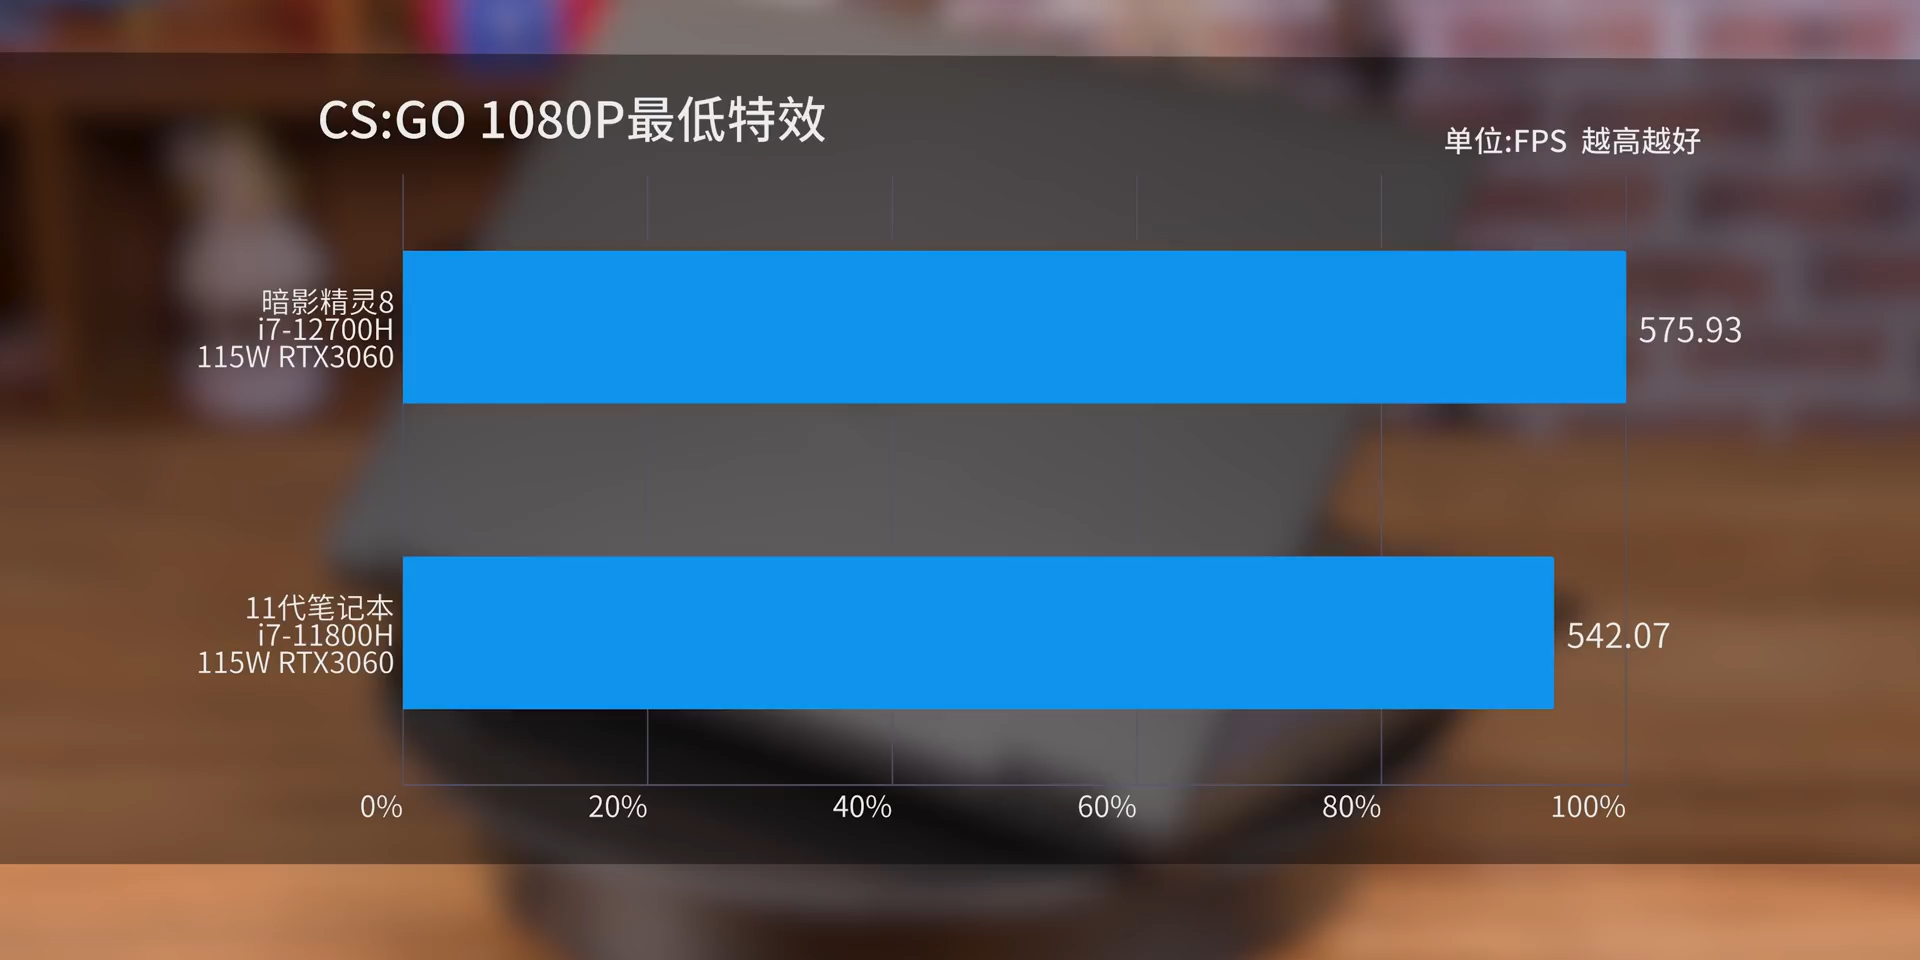 CS:GO 1080P最低特效
单位:FPS 越高越好
暗影精灵8
i7-12700H
115W RTX3060
575.93
11代笔记本
i7-11800H
115W RTX3060
542.07
0% 20% 40% 60% 80% 100%